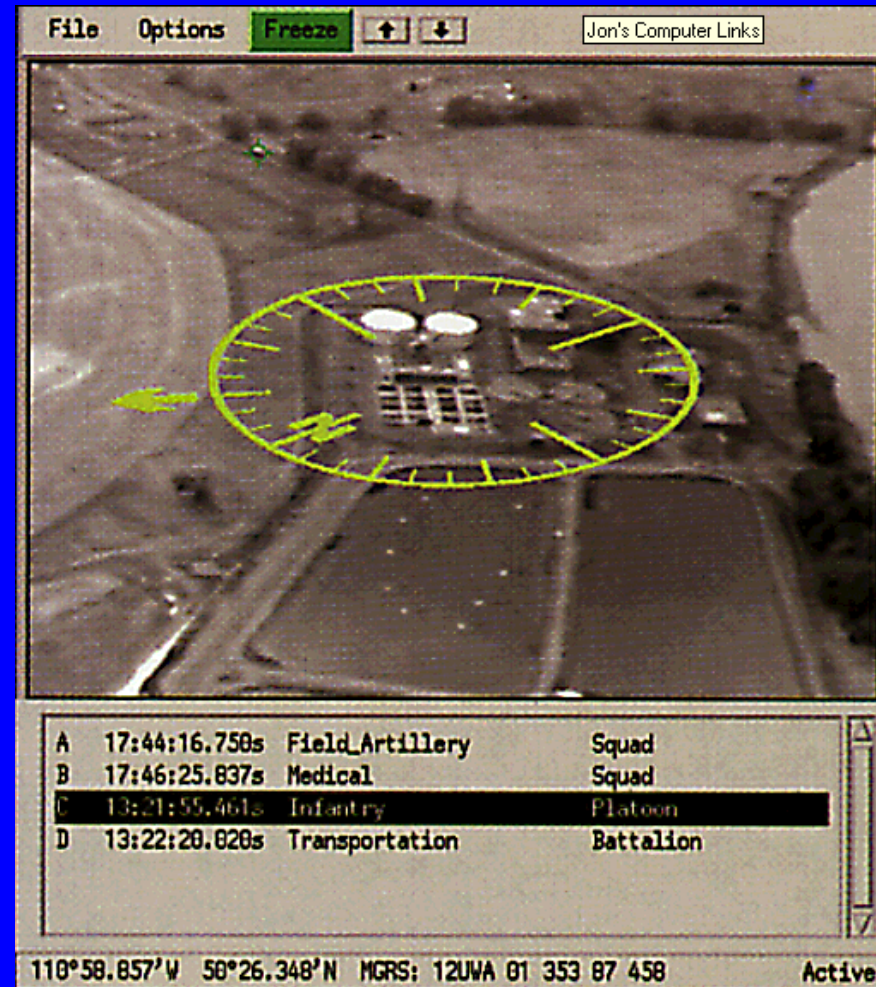 File Options Freeze Jon's Computer Links
A 17:44:16.750s Field_Artillery Squad
B 17:46:25.837s Medical Squad
C 13:21:55.461s Infantry Platoon
D 13:22:20.020s Transportation Battalion
110°58.857'W 50°26.348'N MGRS: 12UWA 01 353 87 458 Active